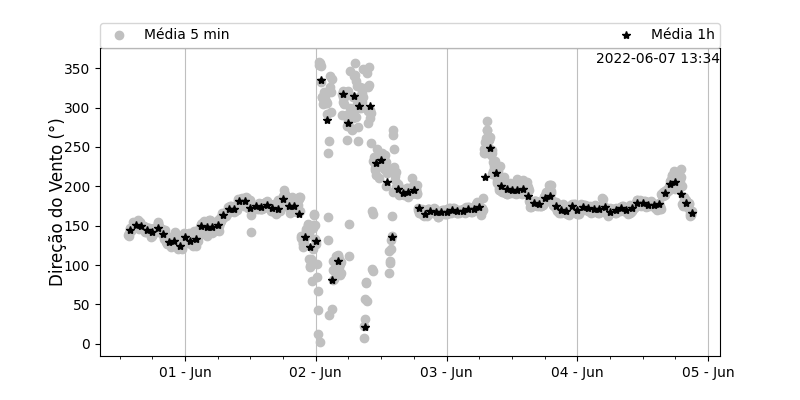 Média 5 min
Média 1h
2022-06-07 13:34
Direção do Vento (°)
350
300
250
200
150
100
50
0
01 - Jun
02 - Jun
03 - Jun
04 - Jun
05 - Jun